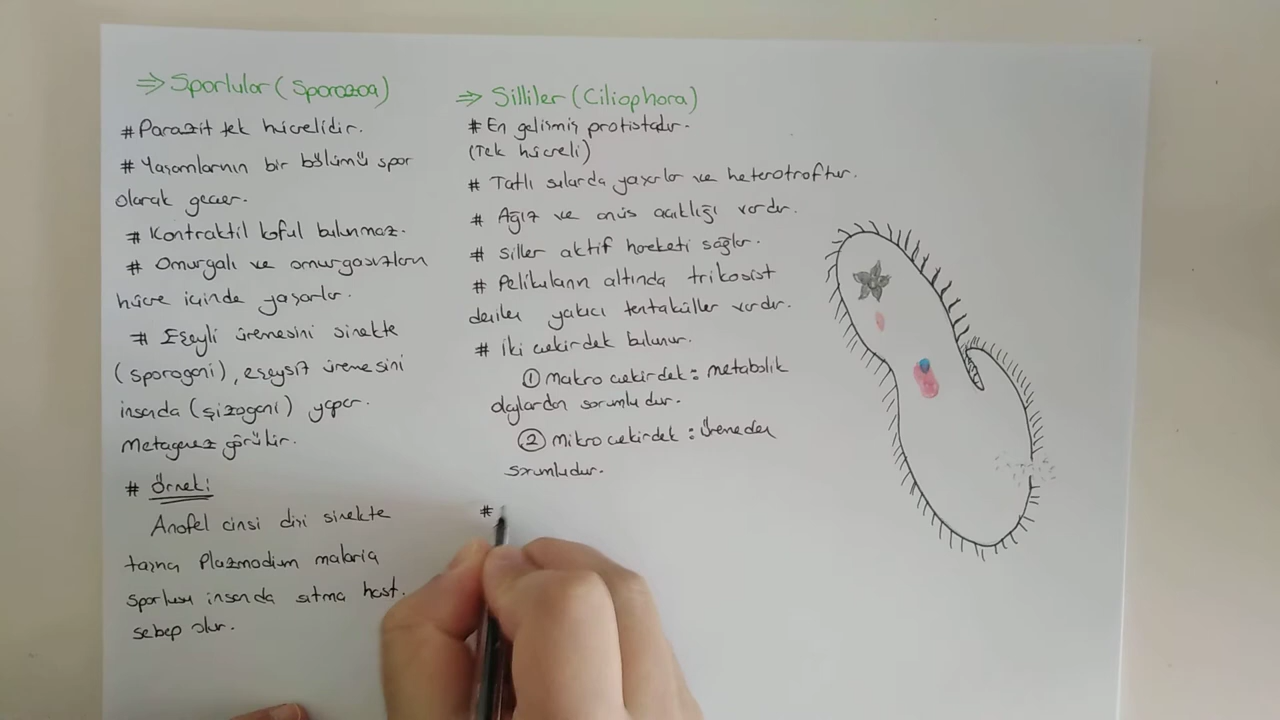 ⇒ Sporlular (Sporozoa)
# Parazit tek hücrelidir.
# Yaşamlarının bir bölümü spor
olarak geçer.
# Kontraktil koful bulunmaz.
# Omurgalı ve omurgasızların
hücre içinde yaşarlar.
# Eşeyli üremesini sinekte
(sporogoni), eşeysiz üremesini
insanda (şizogoni) yapar.
Metagenez görülür.
# Örnek:
Anofel cinsi dişi sinekte
taşınan Plazmodium malaria
sporlusu insanda sıtma hast.
sebep olur.
⇒ Silliler (Ciliophora)
# En gelişmiş protistadır.
(Tek hücreli)
# Tatlı sularda yaşarlar ve heterotroftur.
# Ağız ve anüs açıklığı vardır.
# Siller aktif hareketi sağlar.
# Pelikulanın altında trikosist
denilen yakıcı tentaküller vardır.
# İki çekirdek bulunur.
① Makro çekirdek: metabolik
olaylardan sorumludur.
② Mikro çekirdek: Üremeden
sorumludur.
#